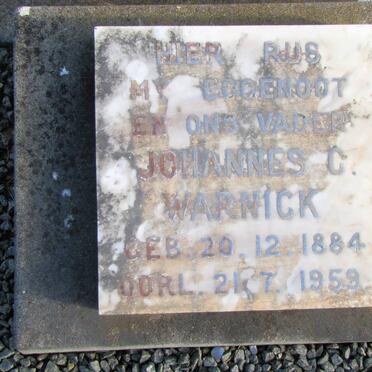 HIER RUS
MY EGGENOOT
EN ONS VADER
JOHANNES C.
WARNICK
GEB. 20. 12. 1884
OORL. 21. 7. 1959.